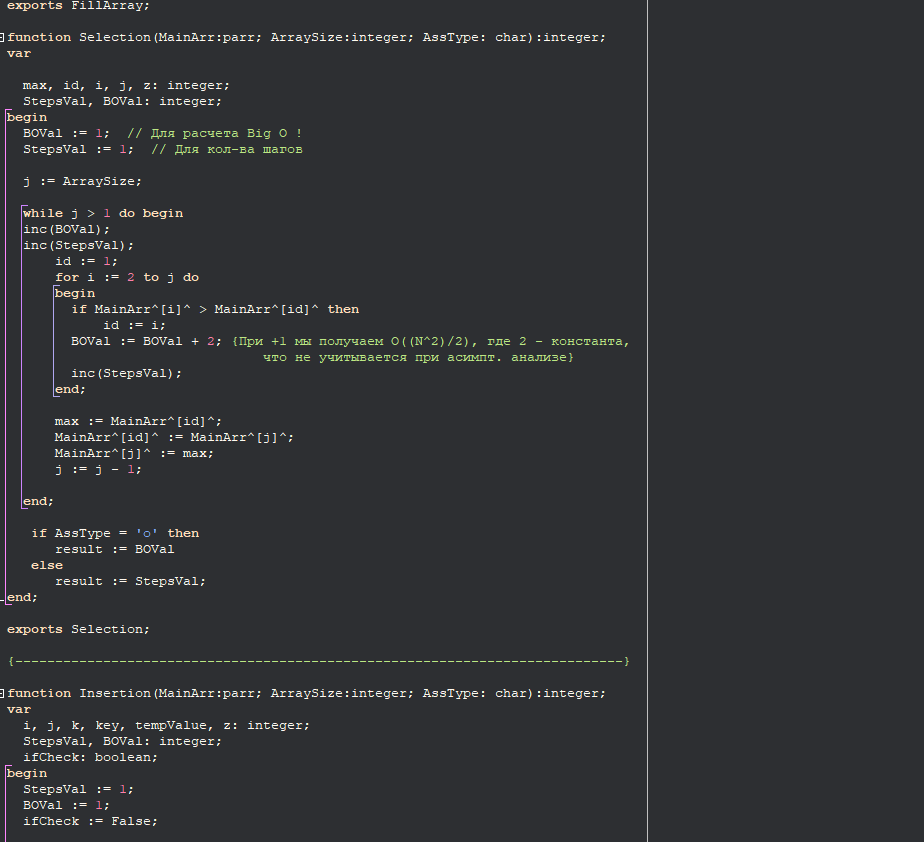 exports FillArray;
function Selection(MainArr:parr; ArraySize:integer; AssType: char):integer;
var
max, id, i, j, z: integer;
StepsVal, BOVal: integer;
begin
BOVal := 1;  // Для расчета Big O !
StepsVal := 1;  // Для кол-ва шагов
j := ArraySize;
while j > 1 do begin
inc(BOVal);
inc(StepsVal);
id := 1;
for i := 2 to j do
begin
if MainArr^[i]^ > MainArr^[id]^ then
id := i;
BOVal := BOVal + 2; {При +1 мы получаем O((N^2)/2), где 2 - константа,
что не учитывается при асимпт. анализе}
inc(StepsVal);
end;
max := MainArr^[id]^;
MainArr^[id]^ := MainArr^[j]^;
MainArr^[j]^ := max;
j := j - 1;
end;
if AssType = 'o' then
result := BOVal
else
result := StepsVal;
end;
exports Selection;
{----------------------------------------------------------------------------}
function Insertion(MainArr:parr; ArraySize:integer; AssType: char):integer;
var
i, j, k, key, tempValue, z: integer;
StepsVal, BOVal: integer;
ifCheck: boolean;
begin
StepsVal := 1;
BOVal := 1;
ifCheck := False;